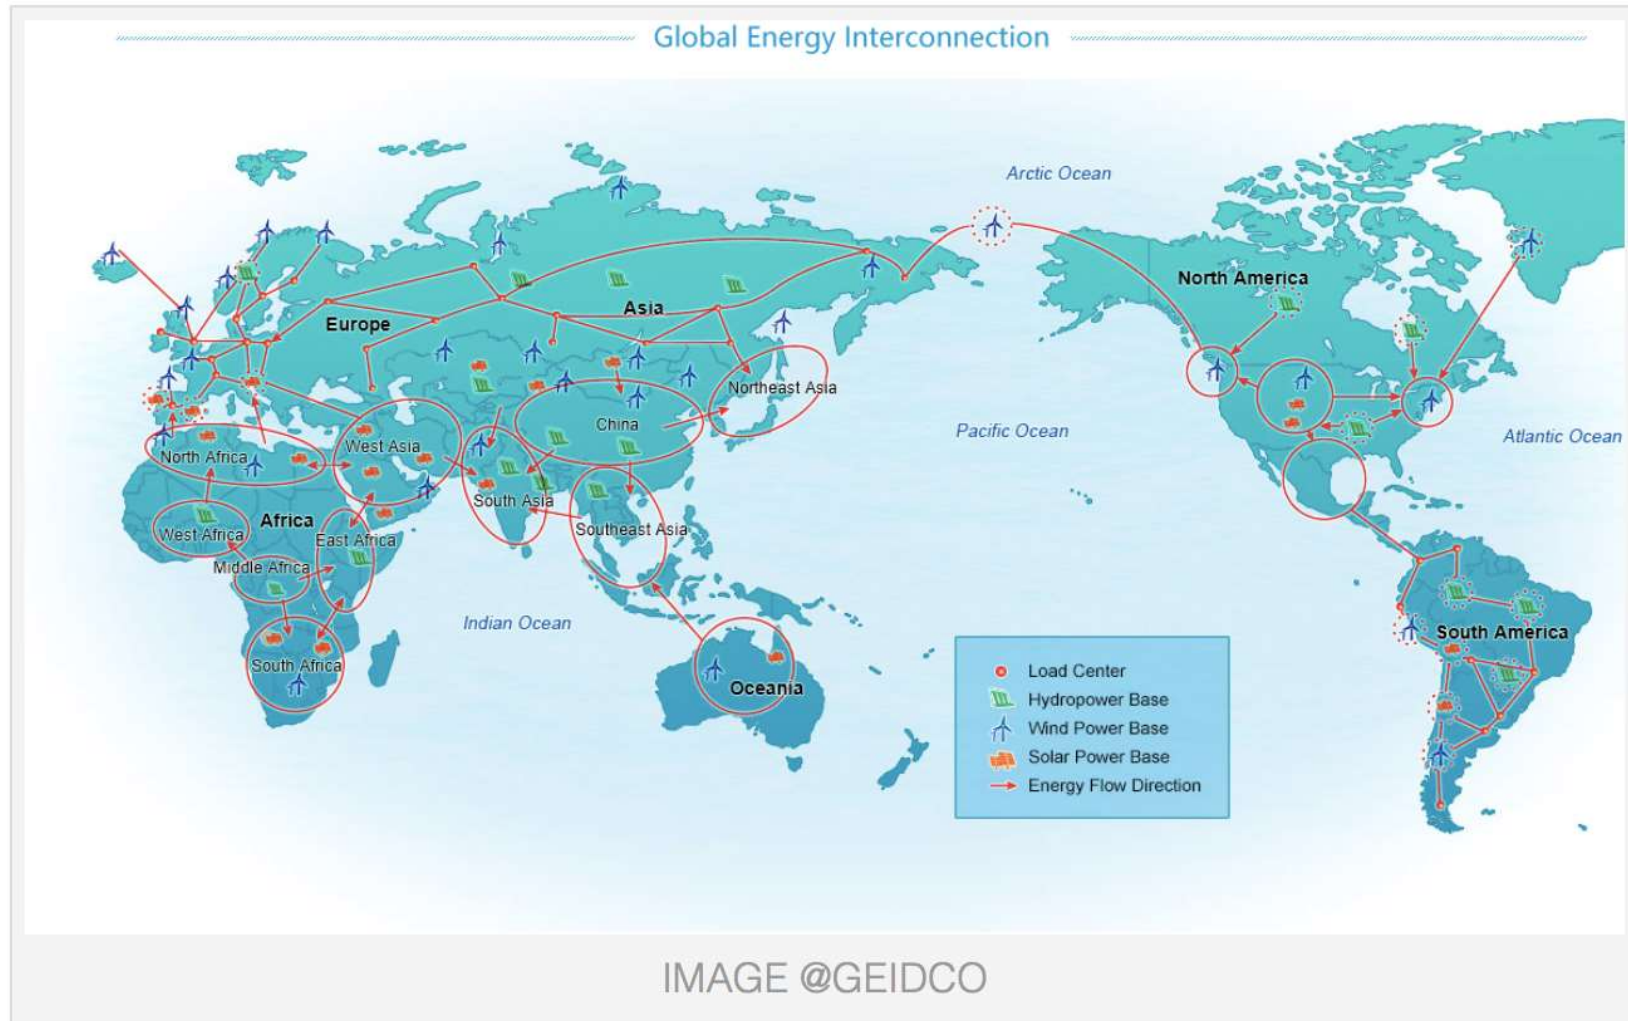 Global Energy Interconnection
Arctic Ocean
North America
Asia
Europe
Northeast Asia
China
Pacific Ocean
Atlantic Ocean
West Asia
North Africa
South Asia
Africa
Southeast Asia
West Africa
East Africa
Middle Africa
Indian Ocean
South America
South Africa
Oceania
Load Center
Hydropower Base
Wind Power Base
Solar Power Base
Energy Flow Direction
IMAGE @GEIDCO